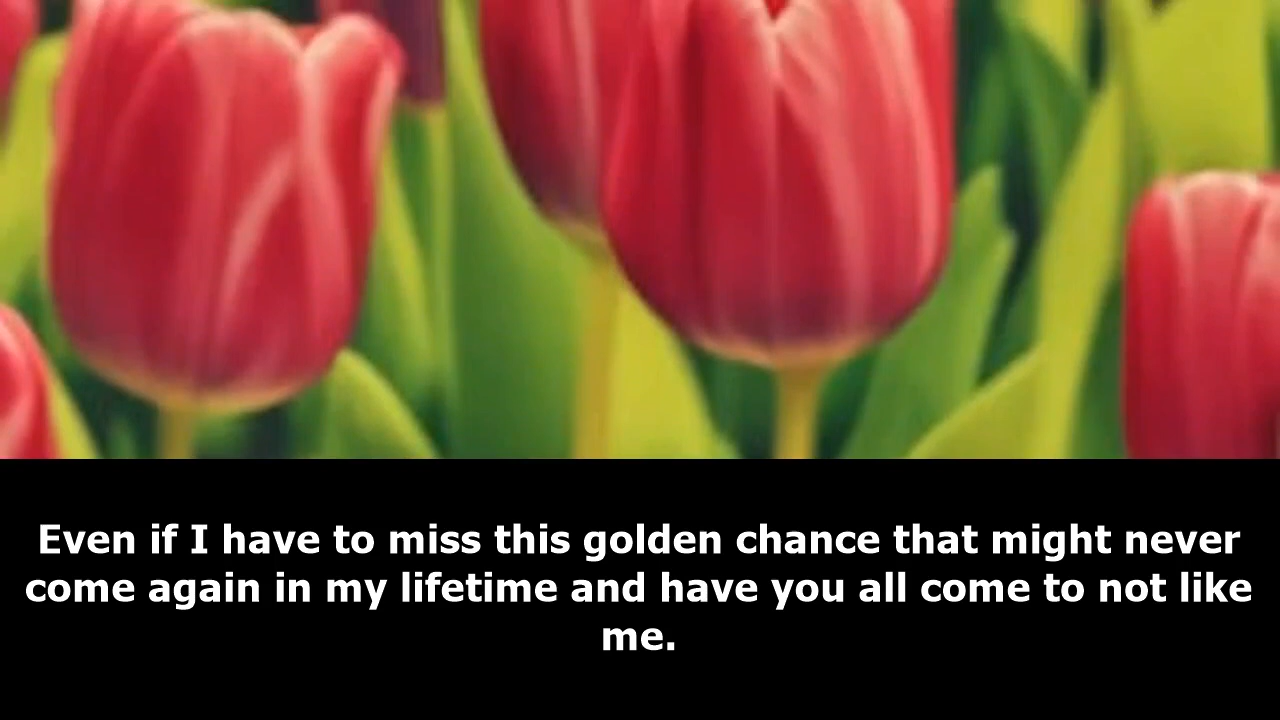 Even if I have to miss this golden chance that might never
come again in my lifetime and have you all come to not like
me.